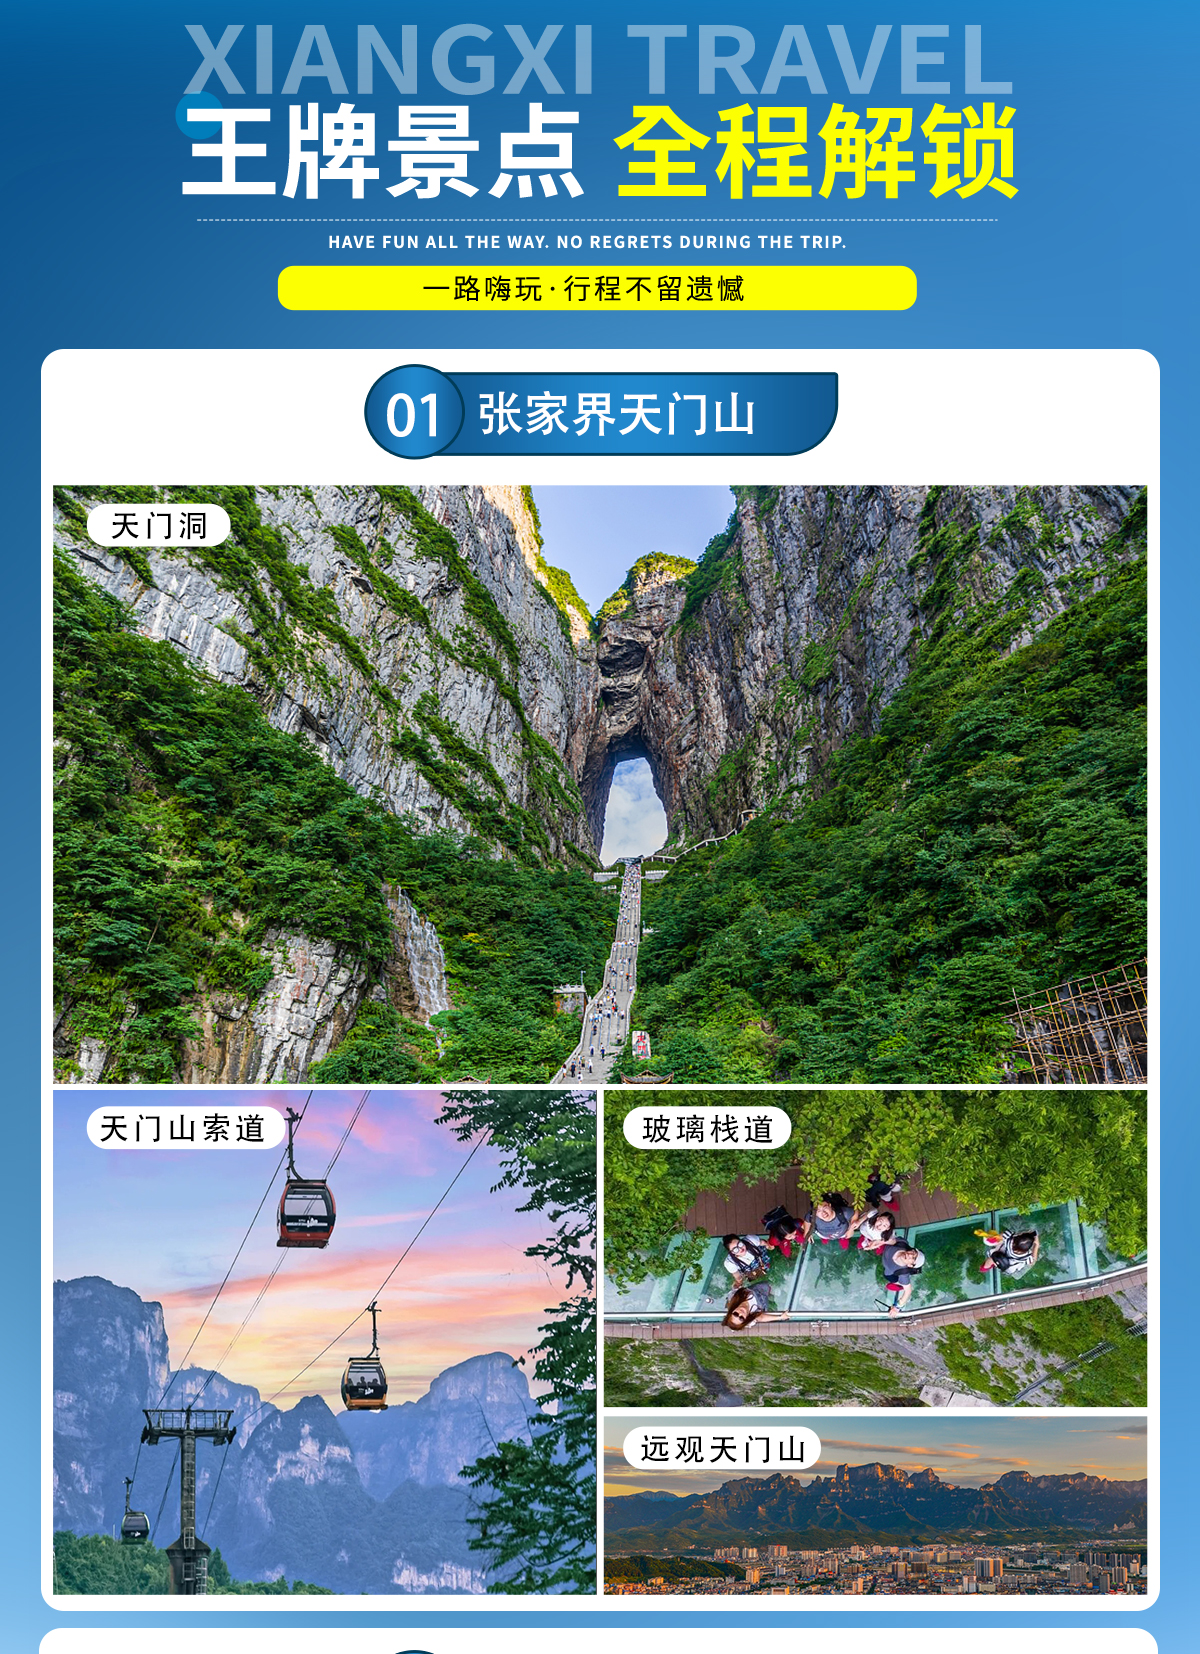 XIANGXI TRAVEL
王牌景点 全程解锁
HAVE FUN ALL THE WAY. NO REGRETS DURING THE TRIP.
一路嗨玩·行程不留遗憾
01 张家界天门山
天门洞
天门山索道
玻璃栈道
远观天门山